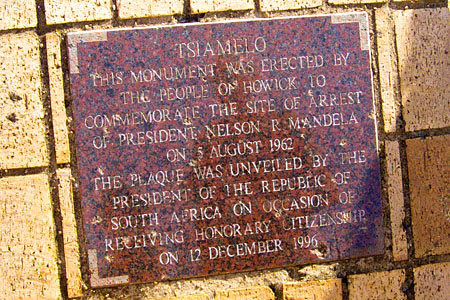 TSIAMELO
THIS MONUMENT WAS ERECTED BY
THE PEOPLE OF HOWICK TO
COMMEMORATE THE SITE OF ARREST
OF PRESIDENT NELSON R MANDELA
ON 5 AUGUST 1962
THE PLAQUE WAS UNVEILED BY THE
PRESIDENT OF THE REPUBLIC OF
SOUTH AFRICA ON OCCASION OF
RECEIVING HONORARY CITIZENSHIP
ON 12 DECEMBER 1996